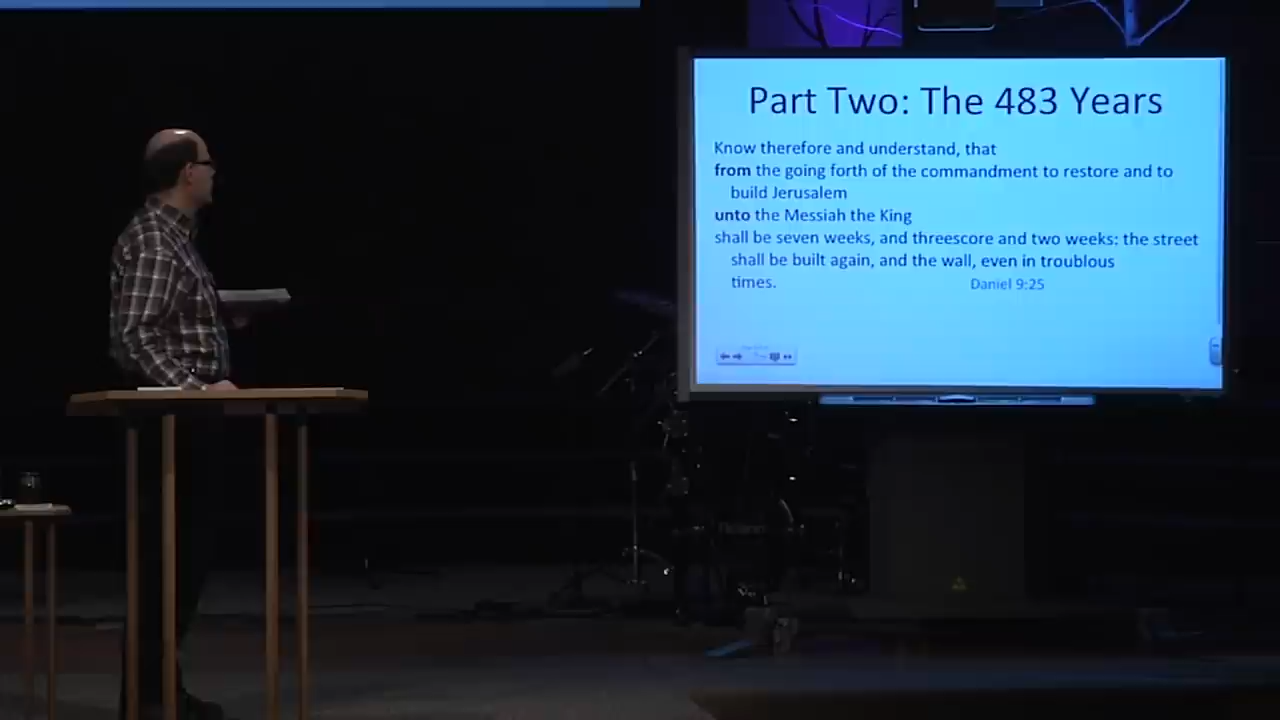 Part Two: The 483 Years
Know therefore and understand, that
from the going forth of the commandment to restore and to
build Jerusalem
unto the Messiah the King
shall be seven weeks, and threescore and two weeks: the street
shall be built again, and the wall, even in troublous
times.
Daniel 9:25